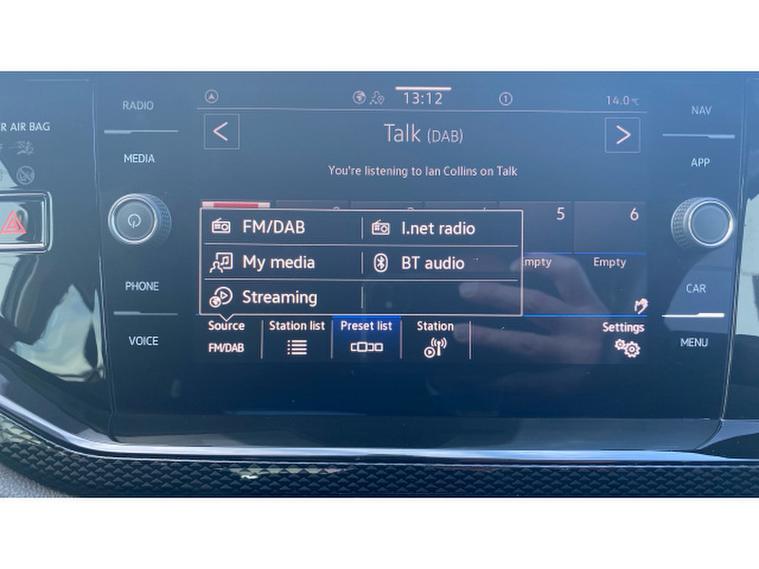 RADIO
13:12
14.0°C
NAV
R AIR BAG
Talk (DAB)
MEDIA
APP
You're listening to Ian Collins on Talk
5
6
FM/DAB
I.net radio
My media
BT audio
mpty
Empty
Streaming
PHONE
CAR
Source
Station list
Preset list
Station
Settings
FM/DAB
VOICE
MENU